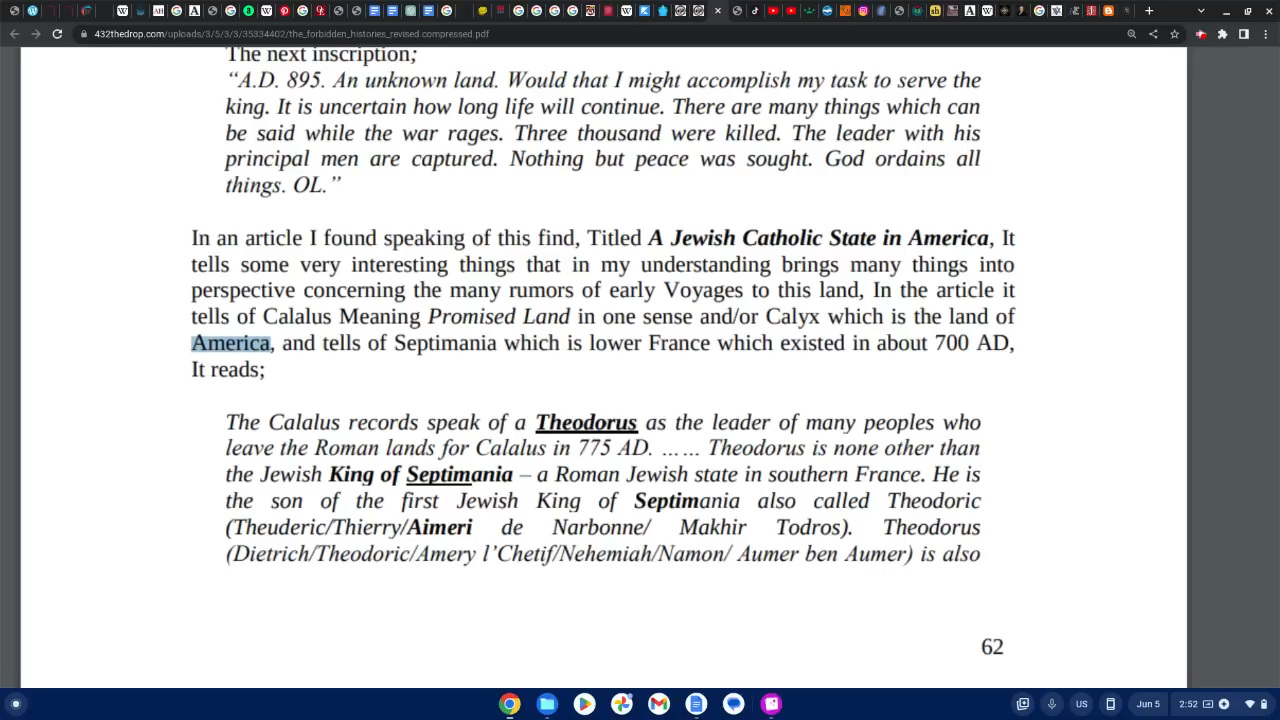 432thedrop.com/uploads/3/5/3/3/35334402/the_forbidden_histories_revised.compressed.pdf
The next inscription;
“A.D. 895. An unknown land. Would that I might accomplish my task to serve the
king. It is uncertain how long life will continue. There are many things which can
be said while the war rages. Three thousand were killed. The leader with his
principal men are captured. Nothing but peace was sought. God ordains all
things. OL.”
In an article I found speaking of this find, Titled A Jewish Catholic State in America, It
tells some very interesting things that in my understanding brings many things into
perspective concerning the many rumors of early Voyages to this land, In the article it
tells of Calalus Meaning Promised Land in one sense and/or Calyx which is the land of
America, and tells of Septimania which is lower France which existed in about 700 AD,
It reads;
The Calalus records speak of a Theodorus as the leader of many peoples who
leave the Roman lands for Calalus in 775 AD. …… Theodorus is none other than
the Jewish King of Septimania – a Roman Jewish state in southern France. He is
the son of the first Jewish King of Septimania also called Theodoric
(Theuderic/Thierry/Aimeri de Narbonne/ Makhir Todros). Theodorus
(Dietrich/Theodoric/Amery l’Chetif/Nehemiah/Namon/ Aumer ben Aumer) is also
62
US
Jun 5
2:52